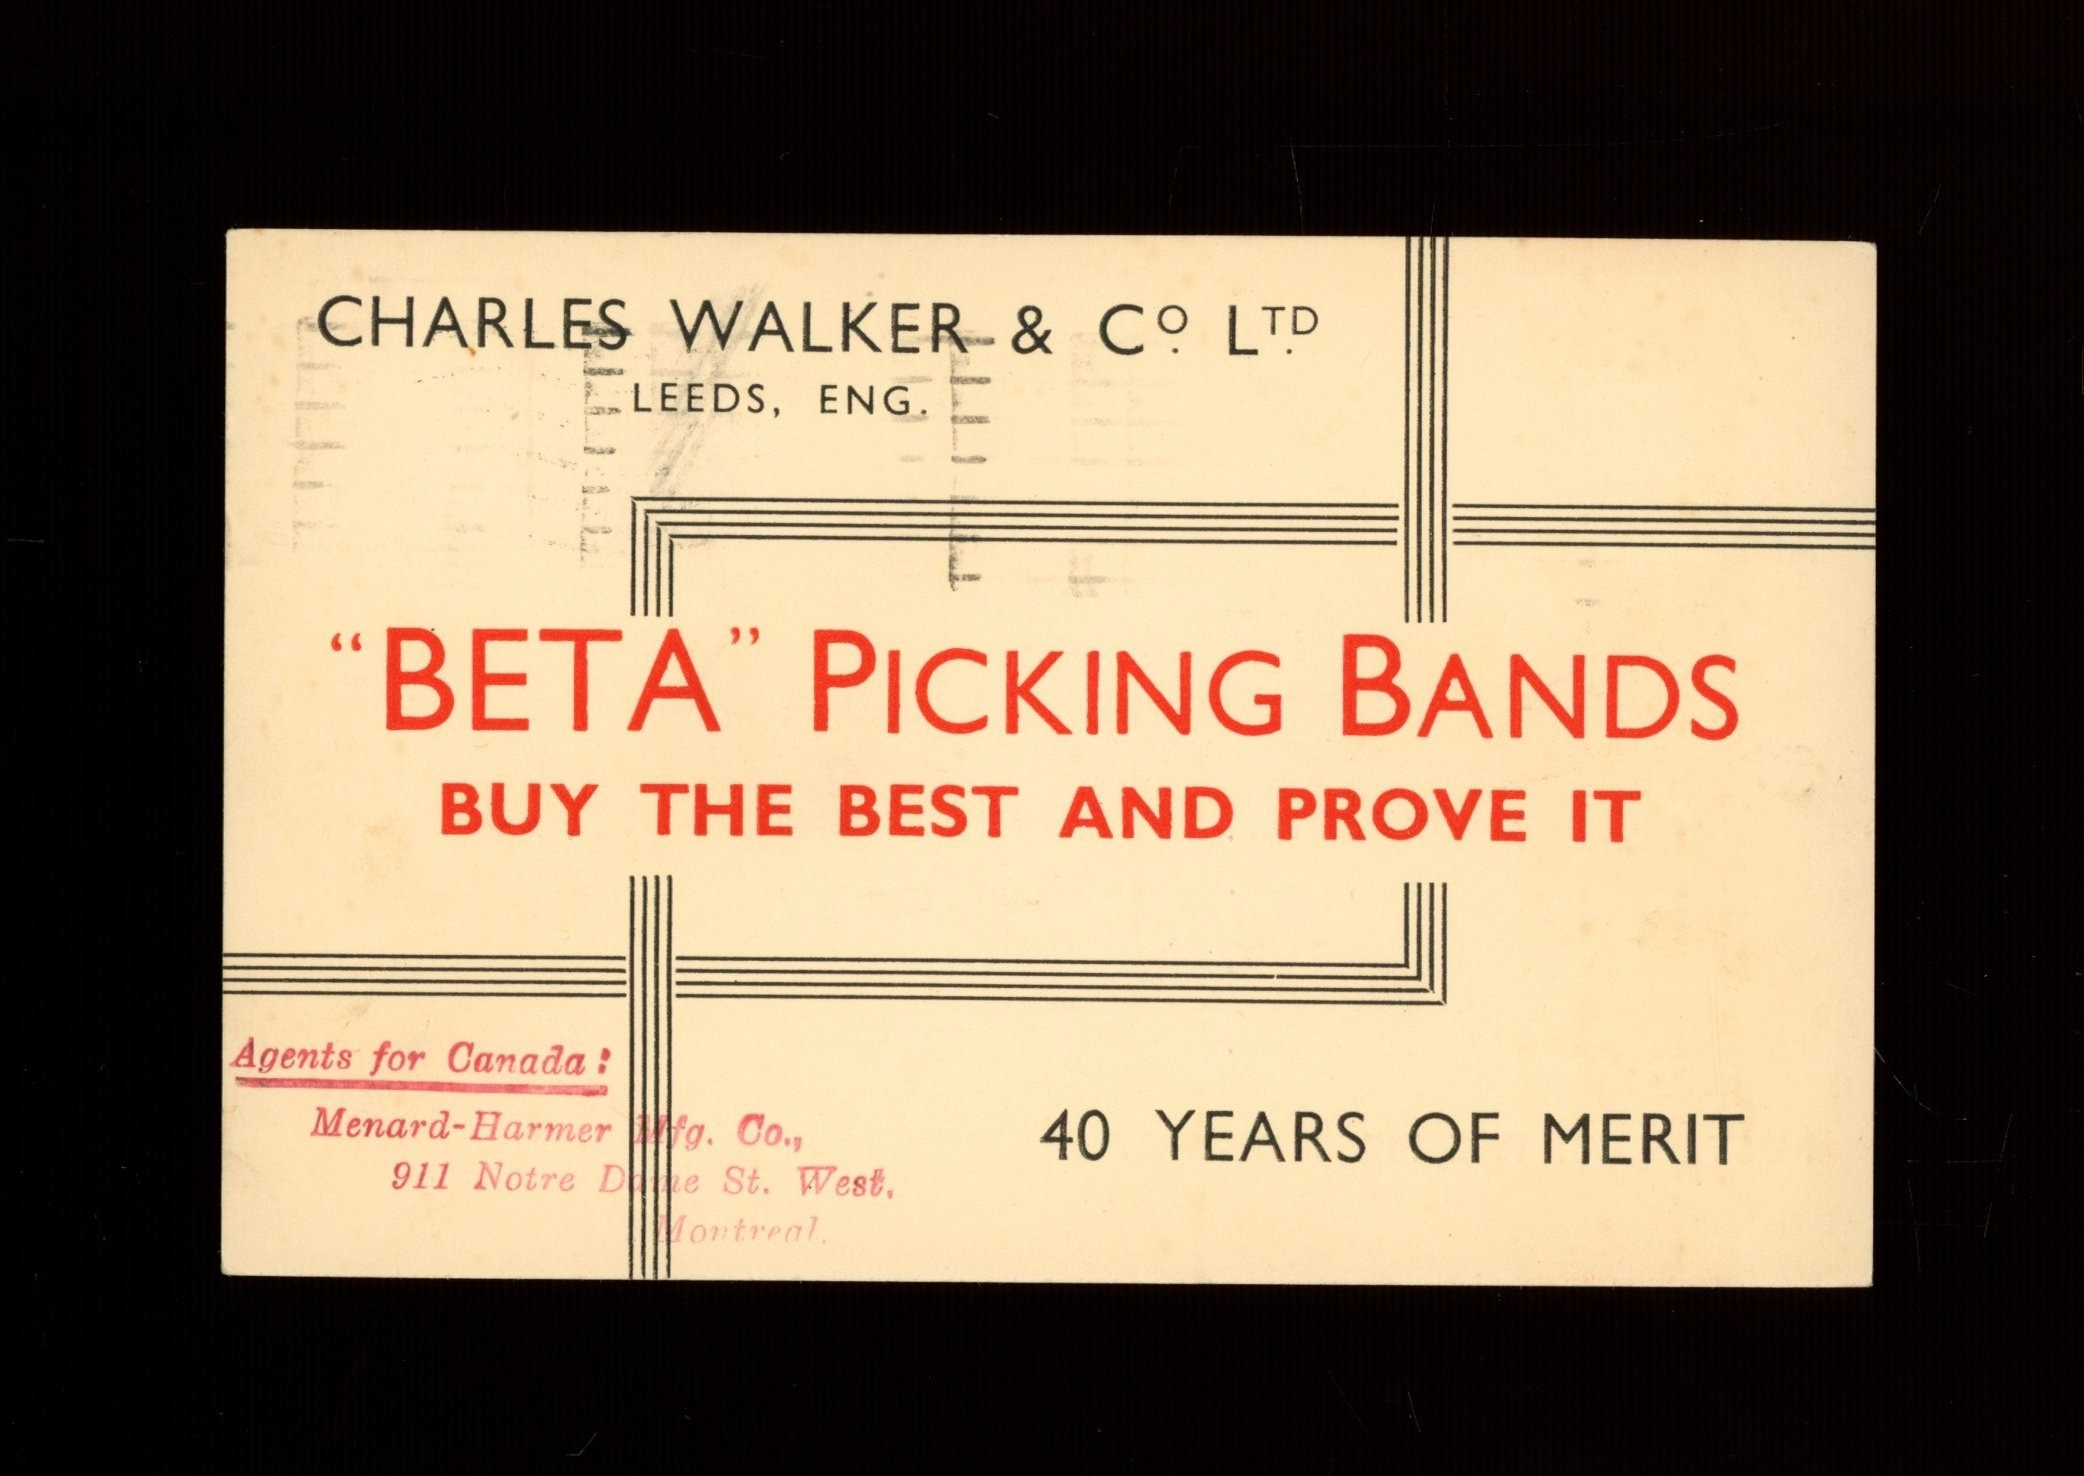 CHARLES WALKER & Cº. LTD.
LEEDS, ENG.
“BETA” PICKING BANDS
BUY THE BEST AND PROVE IT
Agents for Canada:
Menard-Harmer Mfg. Co.,
911 Notre Dame St. West,
Montreal.
40 YEARS OF MERIT